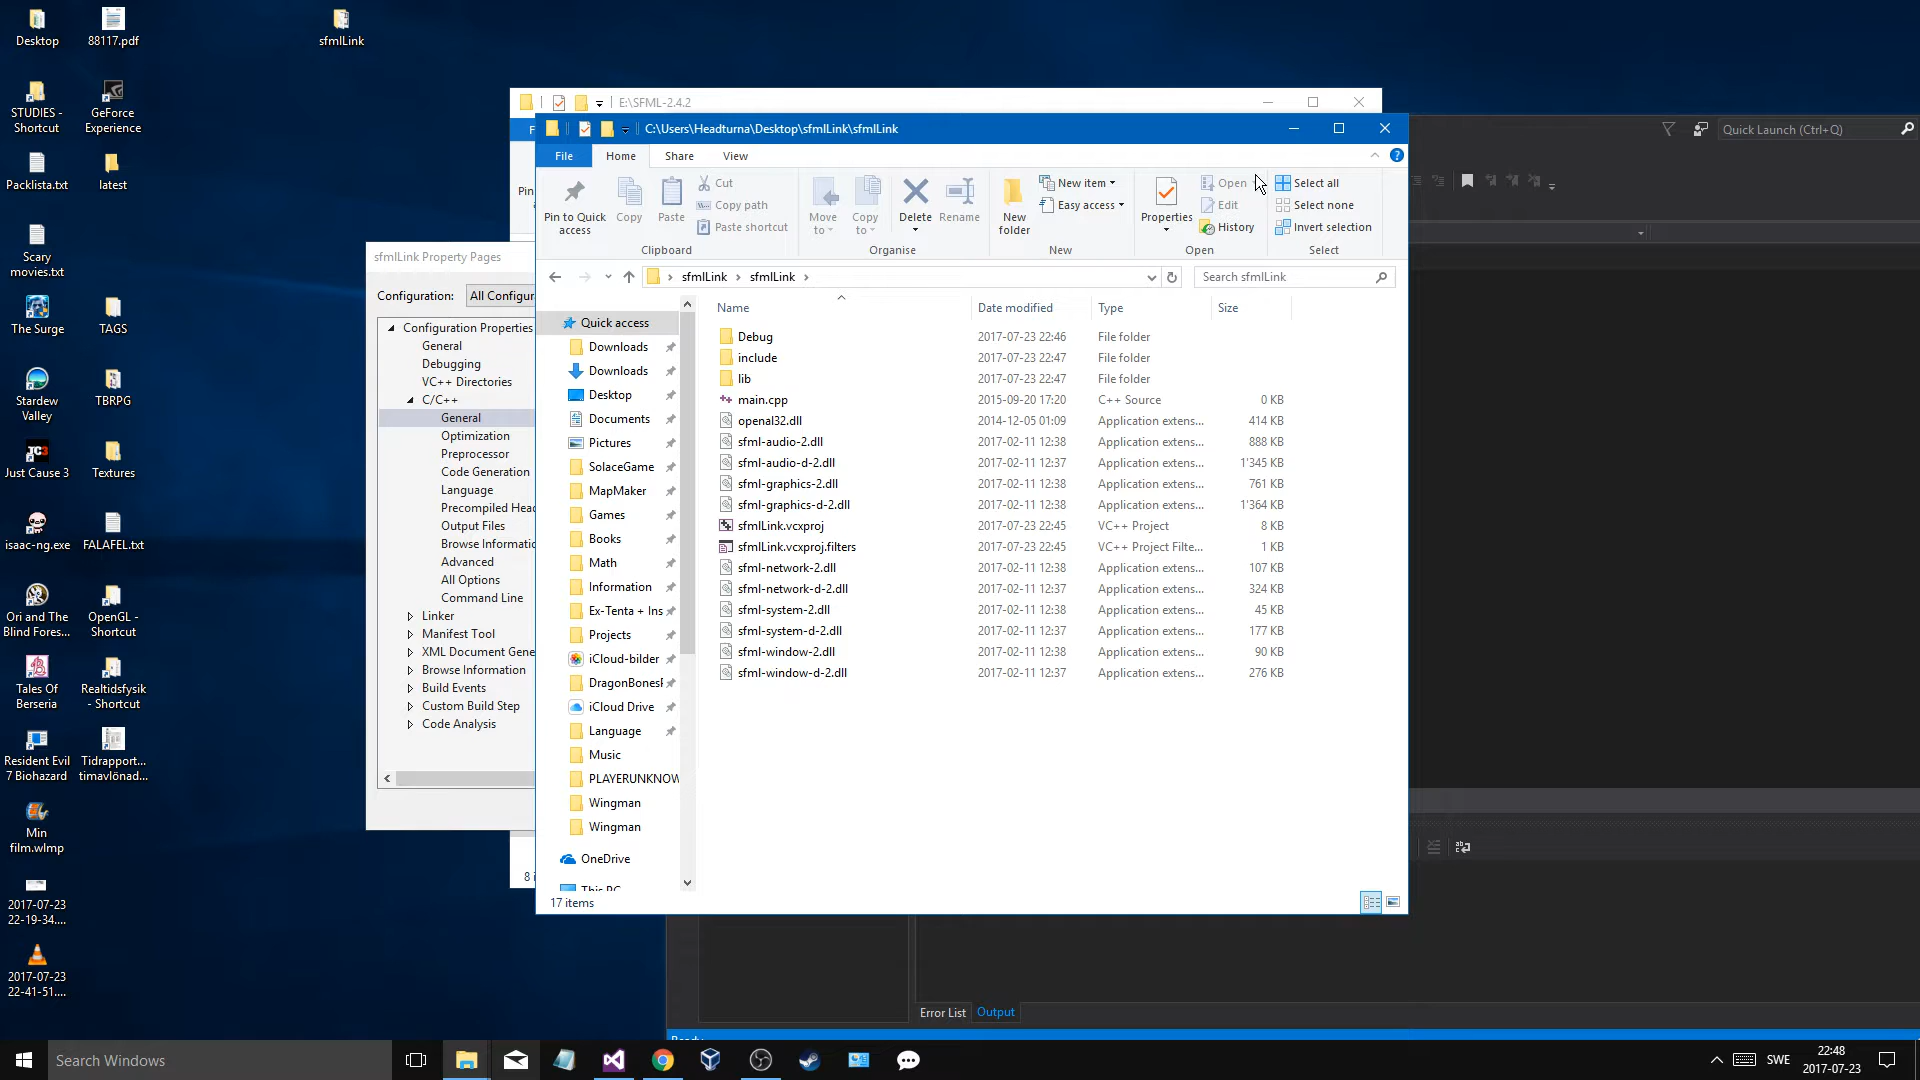 Desktop
88117.pdf
sfmlLink
STUDIES -
Shortcut
GeForce
Experience
Packlista.txt
latest
Scary
movies.txt
The Surge
TAGS
Stardew
Valley
TBRPG
Just Cause 3
Textures
isaac-ng.exe
FALAFEL.txt
Ori and The
Blind Fores...
OpenGL -
Shortcut
Tales Of
Berseria
Realtidsfysik
- Shortcut
Resident Evil
7 Biohazard
Tidrapport...
timavlönad...
Min
film.wlmp
2017-07-23
22-19-34....
2017-07-23
22-41-51....
E:\SFML-2.4.2
Pin
8 i
sfmlLink Property Pages
Configuration:
All Configur
Configuration Properties
General
Debugging
VC++ Directories
C/C++
General
Optimization
Preprocessor
Code Generation
Language
Precompiled Hea
Output Files
Browse Informatio
Advanced
All Options
Command Line
Linker
Manifest Tool
XML Document Gene
Browse Information
Build Events
Custom Build Step
Code Analysis
C:\Users\Headturna\Desktop\sfmlLink\sfmlLink
File
Home
Share
View
Pin to Quick
access
Copy
Paste
Cut
Copy path
Paste shortcut
Clipboard
Move
to
Copy
to
Delete
Rename
Organise
New
folder
New item
Easy access
New
Properties
Open
Edit
History
Open
Select all
Select none
Invert selection
Select
sfmlLink > sfmlLink >
Search sfmlLink
Quick access
Downloads
Downloads
Desktop
Documents
Pictures
SolaceGame
MapMaker
Games
Books
Math
Information
Ex-Tenta + Ins
Projects
iCloud-bilder
DragonBonesF
iCloud Drive
Language
Music
PLAYERUNKNOW
Wingman
Wingman
OneDrive
This PC
Name Date modified Type Size
Debug 2017-07-23 22:46 File folder
include 2017-07-23 22:47 File folder
lib 2017-07-23 22:47 File folder
main.cpp 2015-09-20 17:20 C++ Source 0 KB
openal32.dll 2014-12-05 01:09 Application extens... 414 KB
sfml-audio-2.dll 2017-02-11 12:38 Application extens... 888 KB
sfml-audio-d-2.dll 2017-02-11 12:37 Application extens... 1'345 KB
sfml-graphics-2.dll 2017-02-11 12:38 Application extens... 761 KB
sfml-graphics-d-2.dll 2017-02-11 12:38 Application extens... 1'364 KB
sfmlLink.vcxproj 2017-07-23 22:45 VC++ Project 8 KB
sfmlLink.vcxproj.filters 2017-07-23 22:45 VC++ Project Filte... 1 KB
sfml-network-2.dll 2017-02-11 12:38 Application extens... 107 KB
sfml-network-d-2.dll 2017-02-11 12:37 Application extens... 324 KB
sfml-system-2.dll 2017-02-11 12:38 Application extens... 45 KB
sfml-system-d-2.dll 2017-02-11 12:37 Application extens... 177 KB
sfml-window-2.dll 2017-02-11 12:38 Application extens... 90 KB
sfml-window-d-2.dll 2017-02-11 12:37 Application extens... 276 KB
17 items
Quick Launch (Ctrl+Q)
Error List
Output
Ready
Search Windows
SWE
22:48
2017-07-23